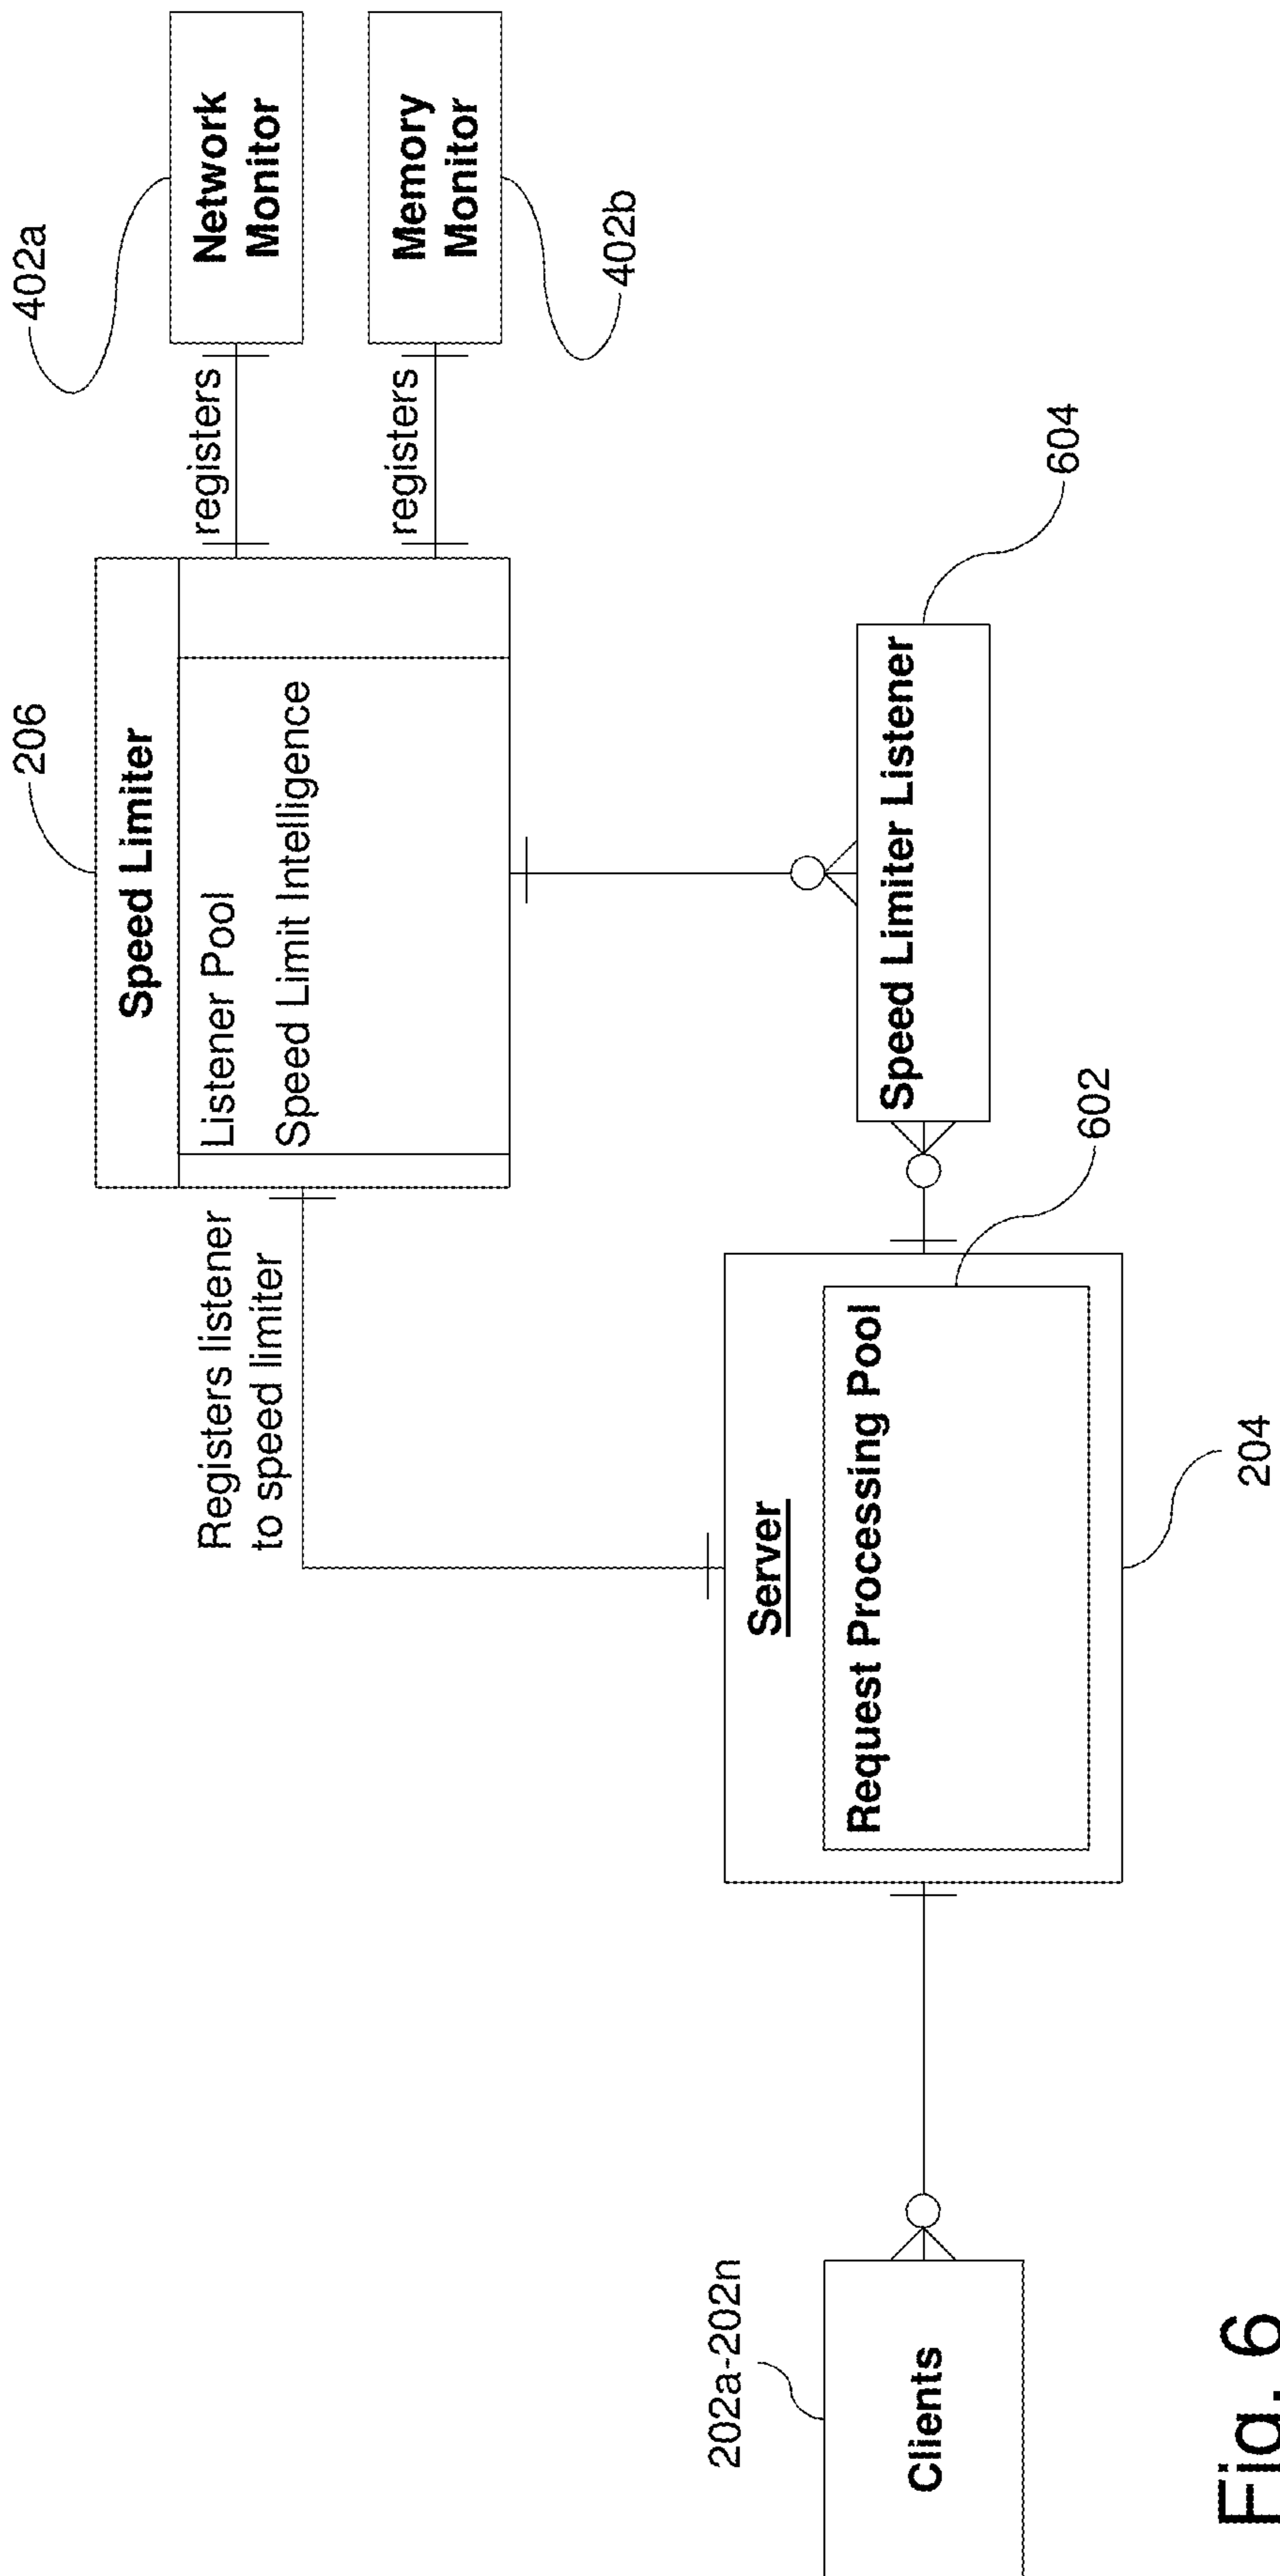 206
402a
Speed Limiter
Listener Pool
Speed Limit Intelligence
registers
Network
Monitor
registers
Memory
Monitor
402b
Registers listener
to speed limiter
604
Speed Limiter Listener
602
Server
Request Processing Pool
204
202a-202n
Clients
Fig. 6